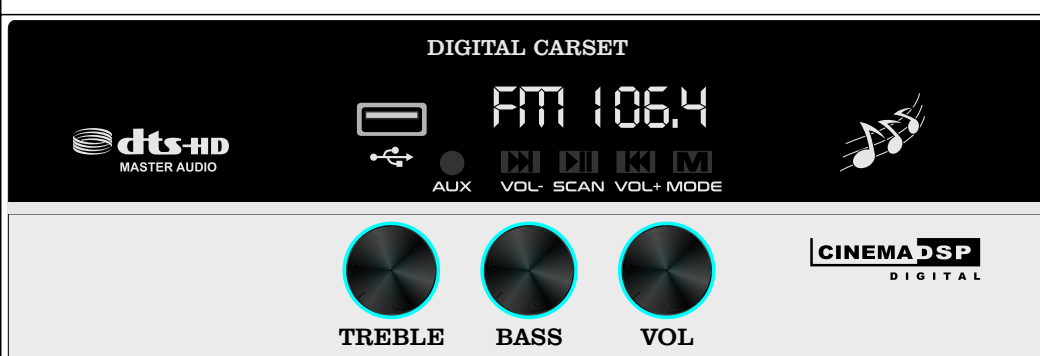 DIGITAL CARSET
FM 106.4
dts-HD
MASTER AUDIO
AUX VOL- SCAN VOL+ MODE
M
CINEMA DSP
DIGITAL
TREBLE BASS VOL